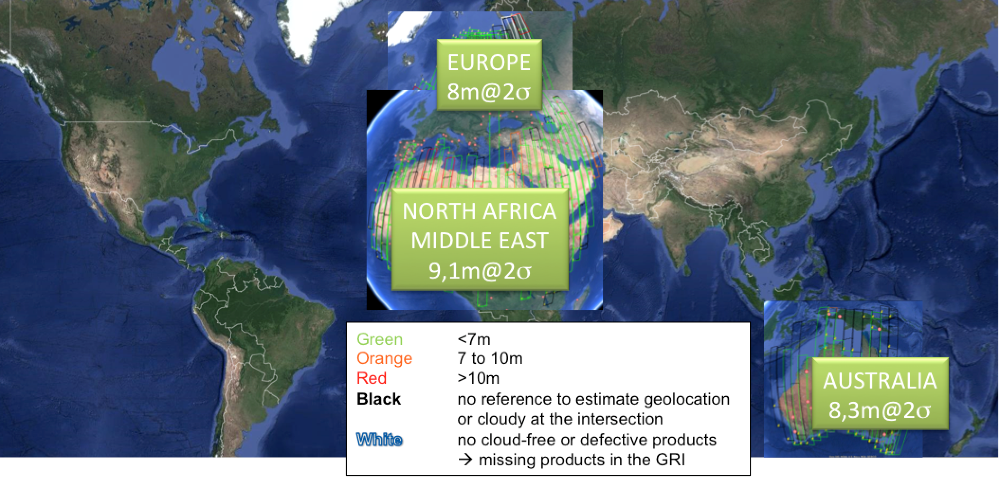 EUROPE
8m@2σ
NORTH AFRICA
MIDDLE EAST
9,1m@2σ
AUSTRALIA
8,3m@2σ
Green <7m
Orange 7 to 10m
Red >10m
Black no reference to estimate geolocation
or cloudy at the intersection
White no cloud-free or defective products
→ missing products in the GRI